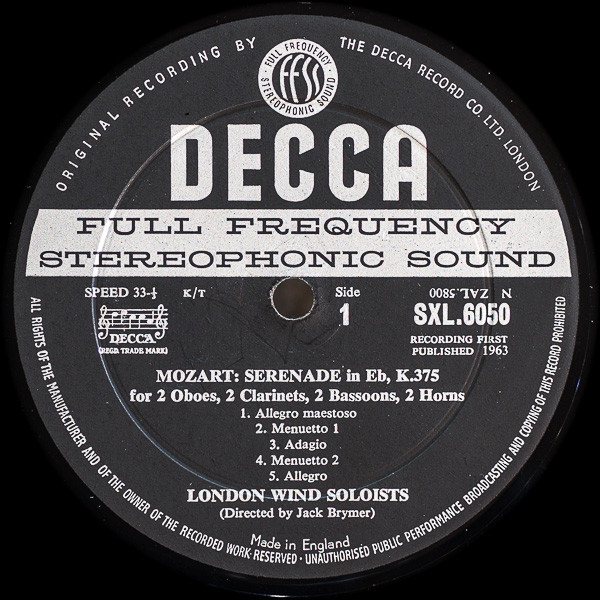 ORIGINAL RECORDING BY THE DECCA RECORD CO. LTD. LONDON
· FULL FREQUENCY · STEREOPHONIC SOUND
FFSS
DECCA
FULL FREQUENCY
STEREOPHONIC SOUND
SPEED 33-⅓ K/T
Side
1
N ZAL.5800
SXL.6050
DECCA
(REGD. TRADE MARK)
RECORDING FIRST
PUBLISHED 1963
MOZART: SERENADE in Eb, K.375
for 2 Oboes, 2 Clarinets, 2 Bassoons, 2 Horns
1. Allegro maestoso
2. Menuetto 1
3. Adagio
4. Menuetto 2
5. Allegro
LONDON WIND SOLOISTS
(Directed by Jack Brymer)
Made in England
ALL RIGHTS OF THE MANUFACTURER AND OF THE OWNER OF THE RECORDED WORK RESERVED · UNAUTHORISED PUBLIC PERFORMANCE BROADCASTING AND COPYING OF THIS RECORD PROHIBITED